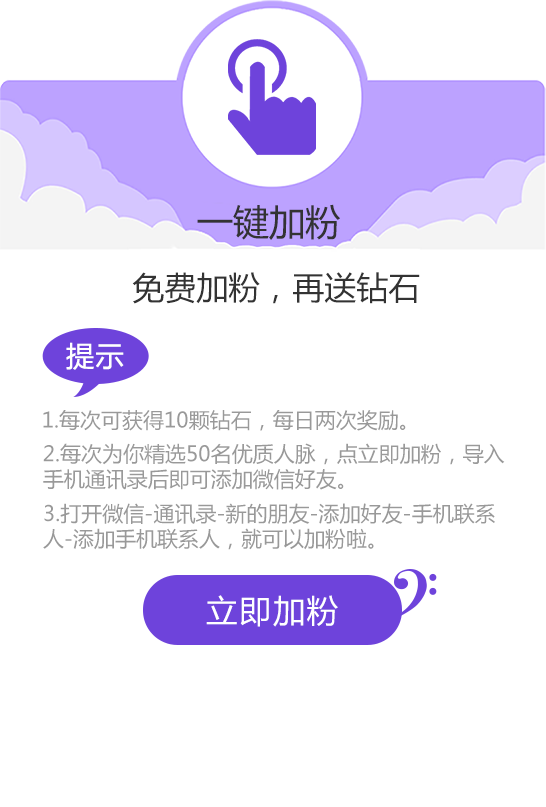 一键加粉
免费加粉，再送钻石
提示
1.每次可获得10颗钻石，每日两次奖励。
2.每次为你精选50名优质人脉，点立即加粉，导入
手机通讯录后即可添加微信好友。
3.打开微信-通讯录-新的朋友-添加好友-手机联系
人-添加手机联系人，就可以加粉啦。
立即加粉